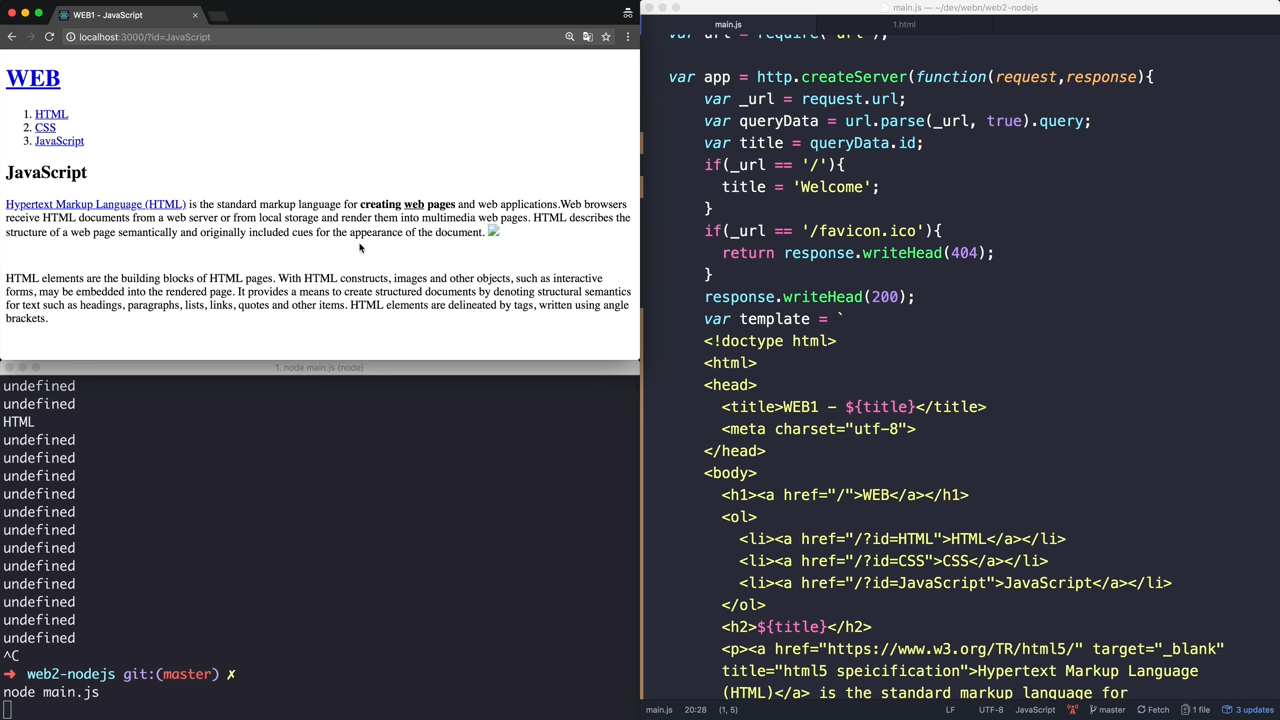 WEB1 - JavaScript
localhost:3000/?id=JavaScript
WEB
1. HTML
2. CSS
3. JavaScript
JavaScript
Hypertext Markup Language (HTML) is the standard markup language for creating web pages and web applications.Web browsers
receive HTML documents from a web server or from local storage and render them into multimedia web pages. HTML describes the
structure of a web page semantically and originally included cues for the appearance of the document.
HTML elements are the building blocks of HTML pages. With HTML constructs, images and other objects, such as interactive
forms, may be embedded into the rendered page. It provides a means to create structured documents by denoting structural semantics
for text such as headings, paragraphs, lists, links, quotes and other items. HTML elements are delineated by tags, written using angle
brackets.
1. node main.js (node)
undefined
undefined
HTML
undefined
undefined
undefined
undefined
undefined
undefined
undefined
undefined
undefined
undefined
undefined
undefined
^C
➜ web2-nodejs git:(master) ✗
node main.js
main.js — ~/dev/webn/web2-nodejs
main.js
1.html
var url = require('url');
var app = http.createServer(function(request,response){
var _url = request.url;
var queryData = url.parse(_url, true).query;
var title = queryData.id;
if(_url == '/'){
title = 'Welcome';
}
if(_url == '/favicon.ico'){
return response.writeHead(404);
}
response.writeHead(200);
var template = `
<!doctype html>
<html>
<head>
<title>WEB1 - ${title}</title>
<meta charset="utf-8">
</head>
<body>
<h1><a href="/">WEB</a></h1>
<ol>
<li><a href="/?id=HTML">HTML</a></li>
<li><a href="/?id=CSS">CSS</a></li>
<li><a href="/?id=JavaScript">JavaScript</a></li>
</ol>
<h2>${title}</h2>
<p><a href="https://www.w3.org/TR/html5/" target="_blank"
title="html5 speicification">Hypertext Markup Language
(HTML)</a> is the standard markup language for
main.js 20:28 (1, 5) LF UTF-8 JavaScript master Fetch 1 file 3 updates